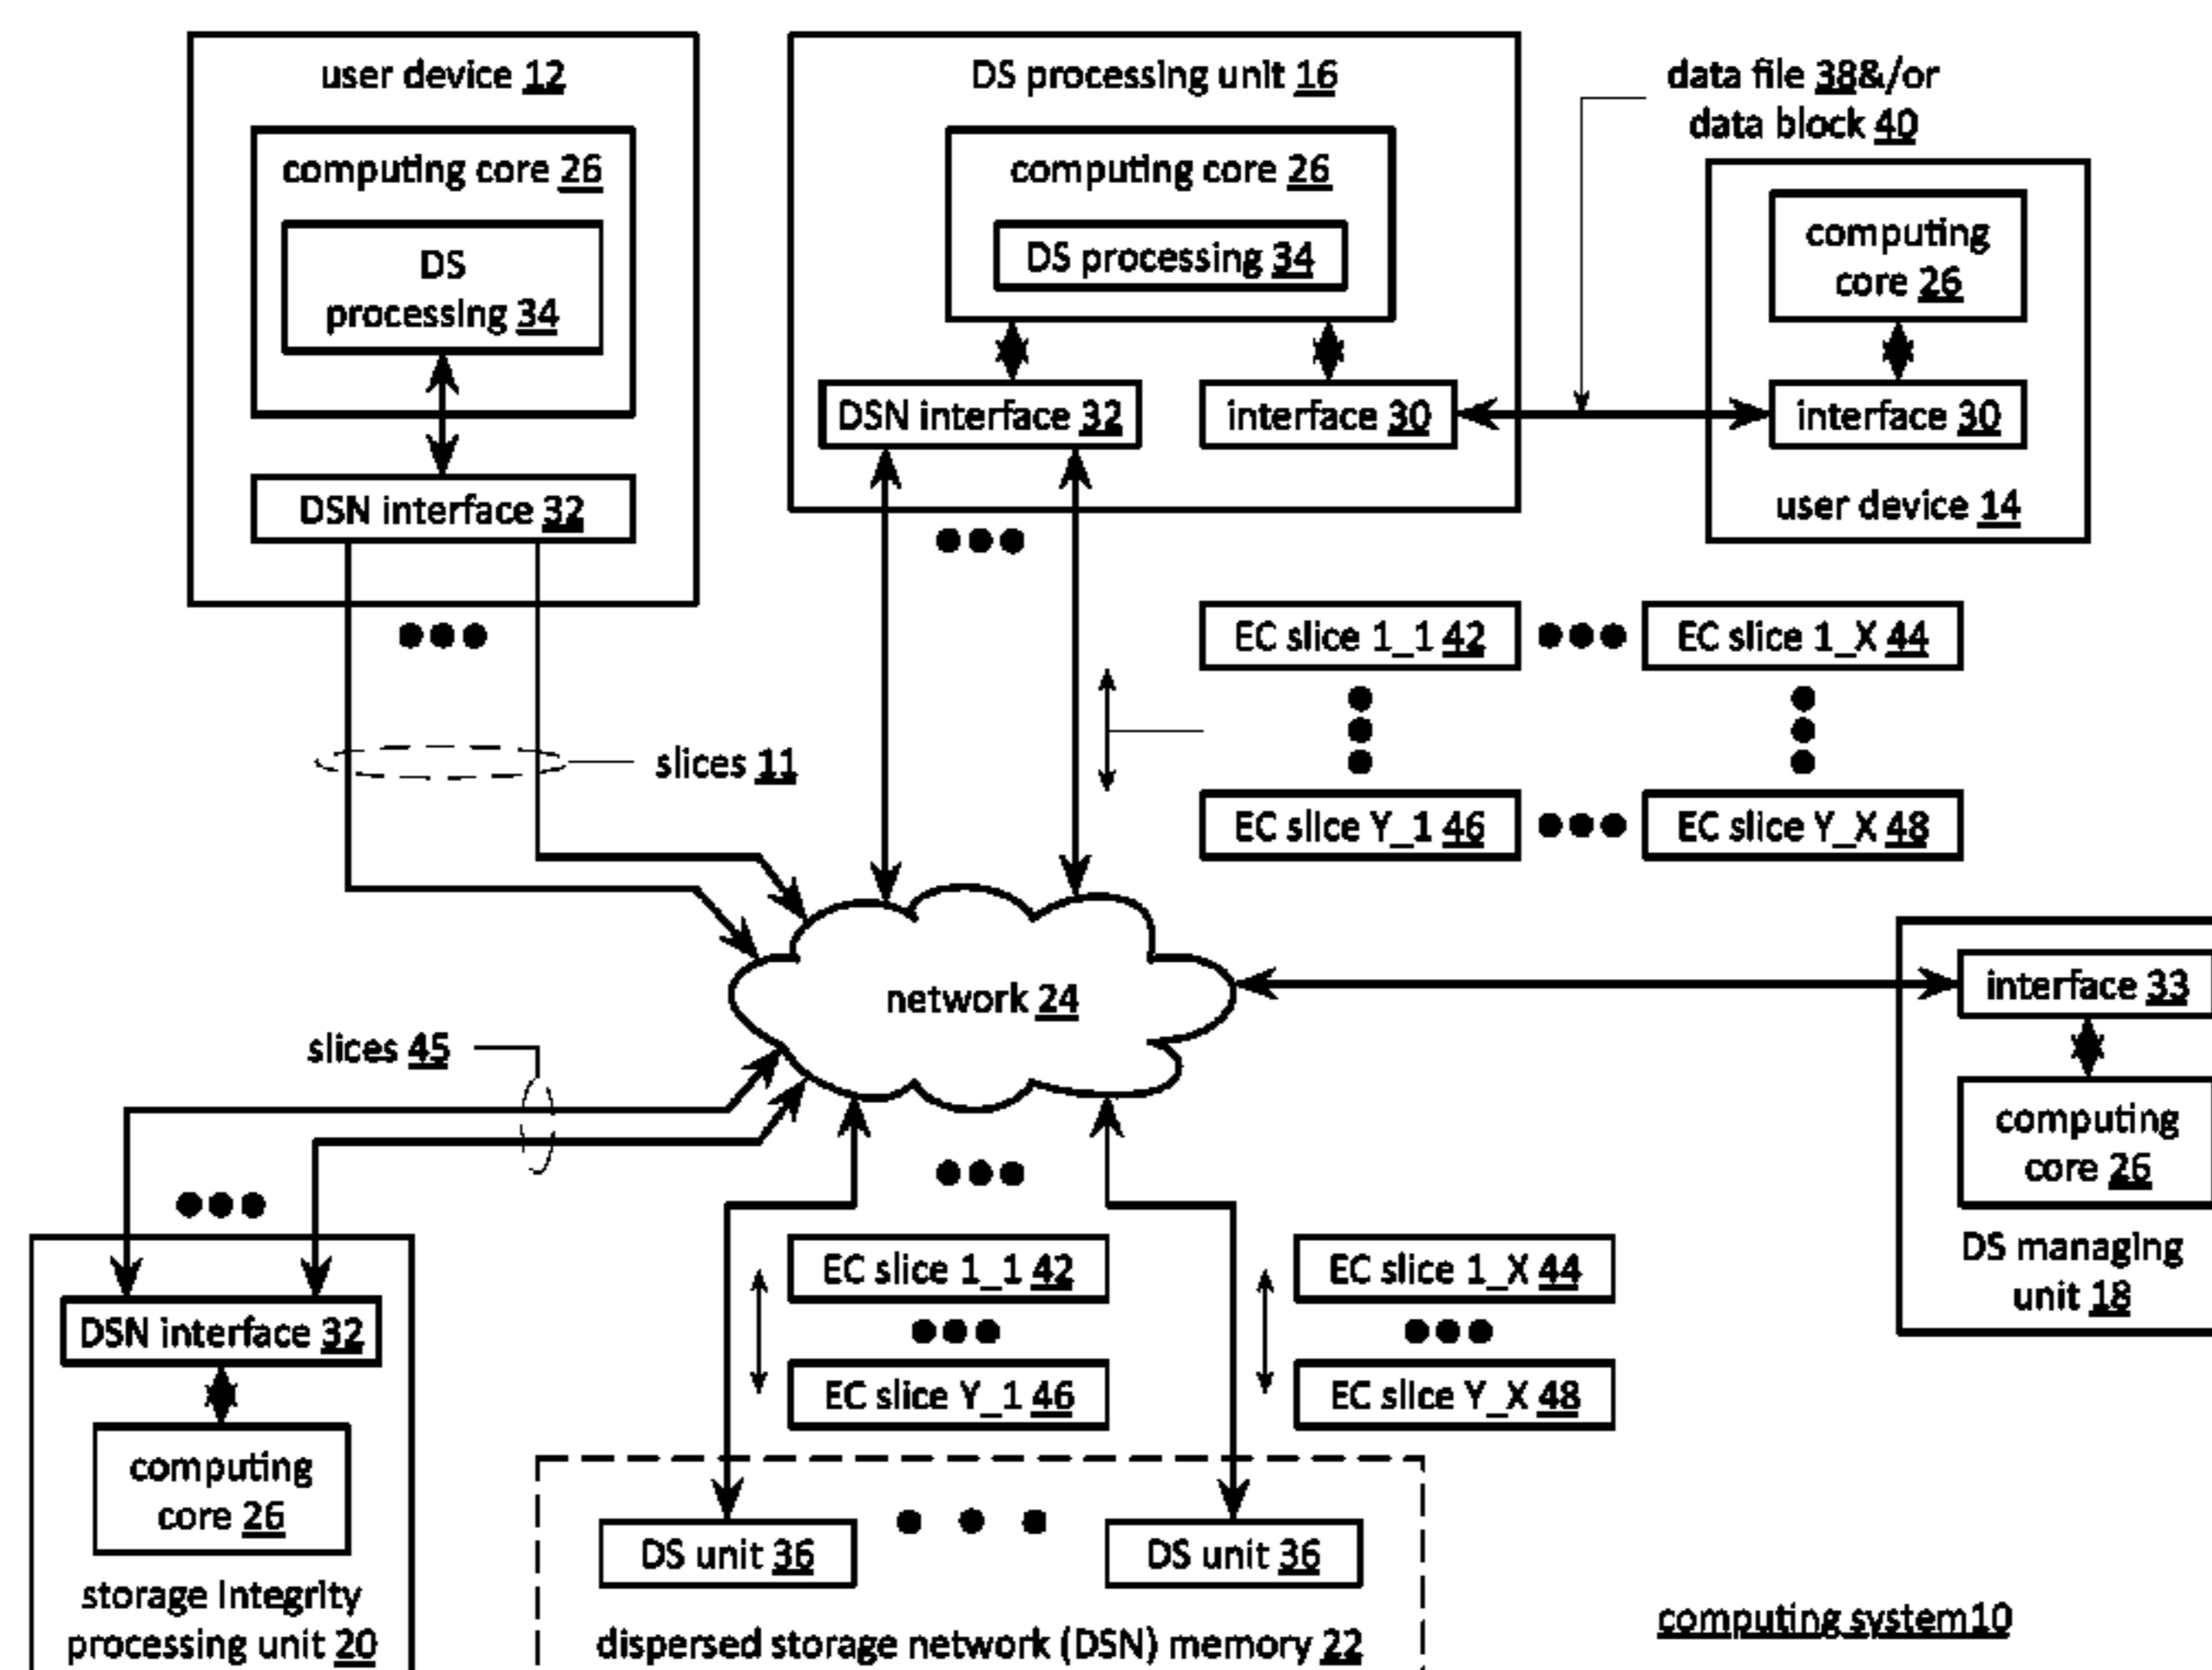 user device 12
computing core 26
DS
processing 34
DSN interface 32
DS processing unit 16
computing core 26
DS processing 34
DSN interface 32
interface 30
data file 38&/or
data block 40
computing
core 26
interface 30
user device 14
slices 11
EC slice 1_1 42
EC slice 1_X 44
EC slice Y_1 46
EC slice Y_X 48
network 24
interface 33
computing
core 26
DS managing
unit 18
slices 45
DSN interface 32
computing
core 26
storage integrity
processing unit 20
EC slice 1_1 42
EC slice 1_X 44
EC slice Y_1 46
EC slice Y_X 48
DS unit 36
DS unit 36
dispersed storage network (DSN) memory 22
computing system10